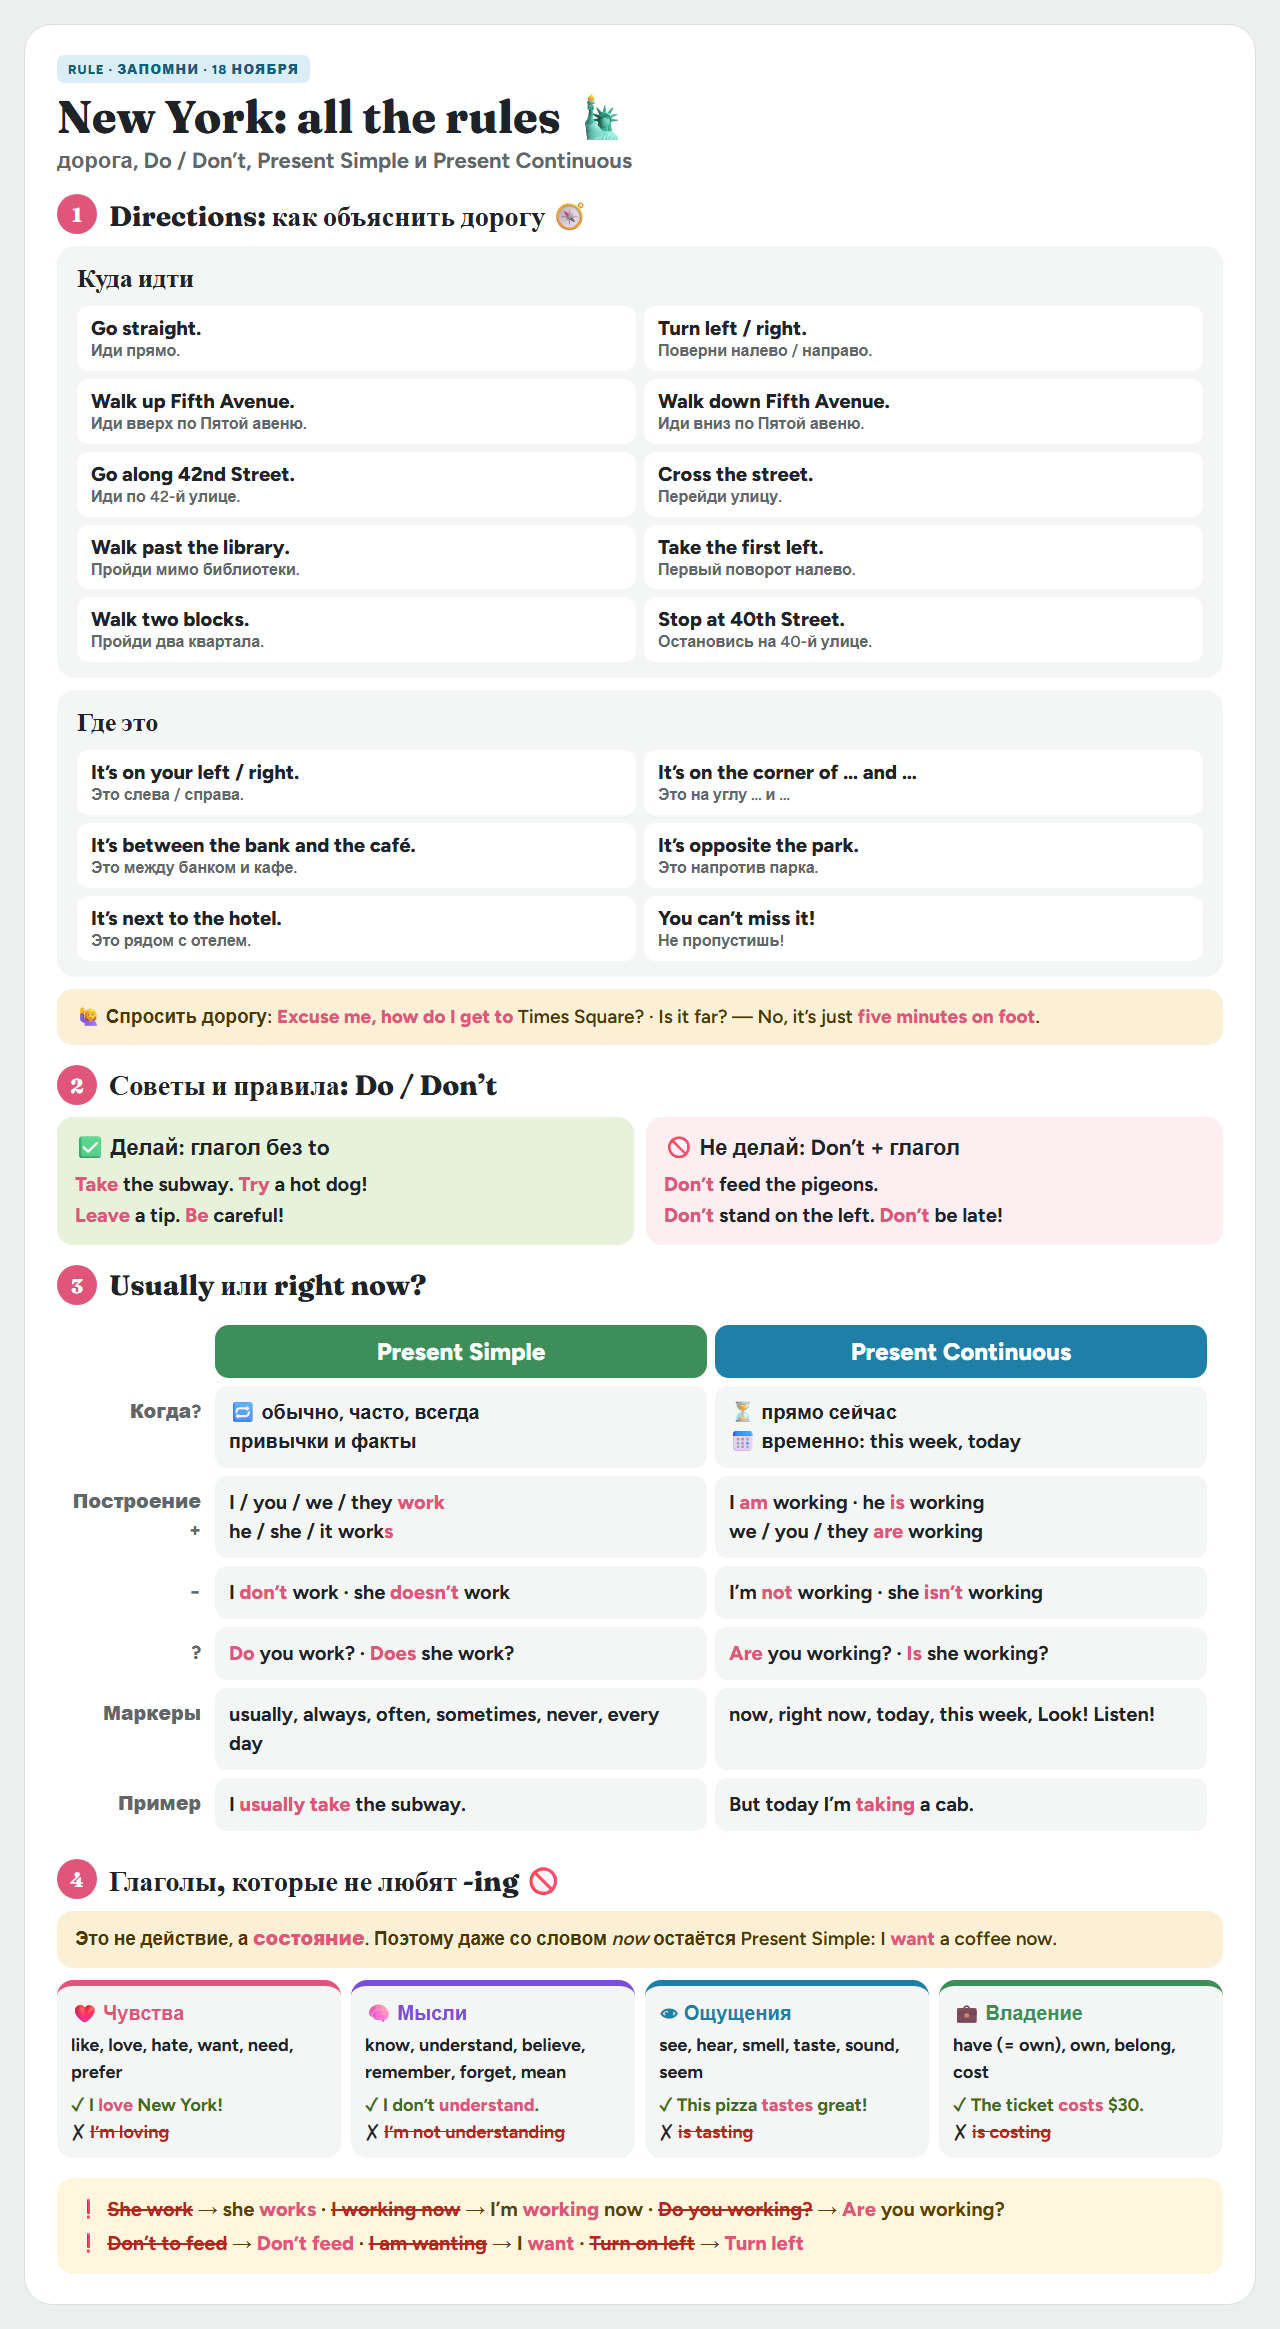 RULE · ЗАПОМНИ · 18 НОЯБРЯ
New York: all the rules 🗽
дорога, Do / Don’t, Present Simple и Present Continuous
1 Directions: как объяснить дорогу 🧭
Куда идти
Go straight.
Иди прямо.
Turn left / right.
Поверни налево / направо.
Walk up Fifth Avenue.
Иди вверх по Пятой авеню.
Walk down Fifth Avenue.
Иди вниз по Пятой авеню.
Go along 42nd Street.
Иди по 42-й улице.
Cross the street.
Перейди улицу.
Walk past the library.
Пройди мимо библиотеки.
Take the first left.
Первый поворот налево.
Walk two blocks.
Пройди два квартала.
Stop at 40th Street.
Остановись на 40-й улице.
Где это
It’s on your left / right.
Это слева / справа.
It’s on the corner of ... and ...
Это на углу ... и ...
It’s between the bank and the café.
Это между банком и кафе.
It’s opposite the park.
Это напротив парка.
It’s next to the hotel.
Это рядом с отелем.
You can’t miss it!
Не пропустишь!
🙋 Спросить дорогу: Excuse me, how do I get to Times Square? · Is it far? — No, it’s just five minutes on foot.
2 Советы и правила: Do / Don’t
✅ Делай: глагол без to
Take the subway. Try a hot dog!
Leave a tip. Be careful!
🚫 Не делай: Don’t + глагол
Don’t feed the pigeons.
Don’t stand on the left. Don’t be late!
3 Usually или right now?
Present Simple
Present Continuous
Когда?
🔁 обычно, часто, всегда
привычки и факты
⏳ прямо сейчас
🗓 временно: this week, today
Построение
+
I / you / we / they work
he / she / it works
I am working · he is working
we / you / they are working
−
I don’t work · she doesn’t work
I’m not working · she isn’t working
?
Do you work? · Does she work?
Are you working? · Is she working?
Маркеры
usually, always, often, sometimes, never, every
day
now, right now, today, this week, Look! Listen!
Пример
I usually take the subway.
But today I’m taking a cab.
4 Глаголы, которые не любят -ing 🚫
Это не действие, а состояние. Поэтому даже со словом now остаётся Present Simple: I want a coffee now.
❤️ Чувства
like, love, hate, want, need,
prefer
✓ I love New York!
✗ I’m loving
🧠 Мысли
know, understand, believe,
remember, forget, mean
✓ I don’t understand.
✗ I’m not understanding
👁 Ощущения
see, hear, smell, taste, sound,
seem
✓ This pizza tastes great!
✗ is tasting
💼 Владение
have (= own), own, belong,
cost
✓ The ticket costs $30.
✗ is costing
❗ She work → she works · I working now → I’m working now · Do you working? → Are you working?
❗ Don’t to feed → Don’t feed · I am wanting → I want · Turn on left → Turn left